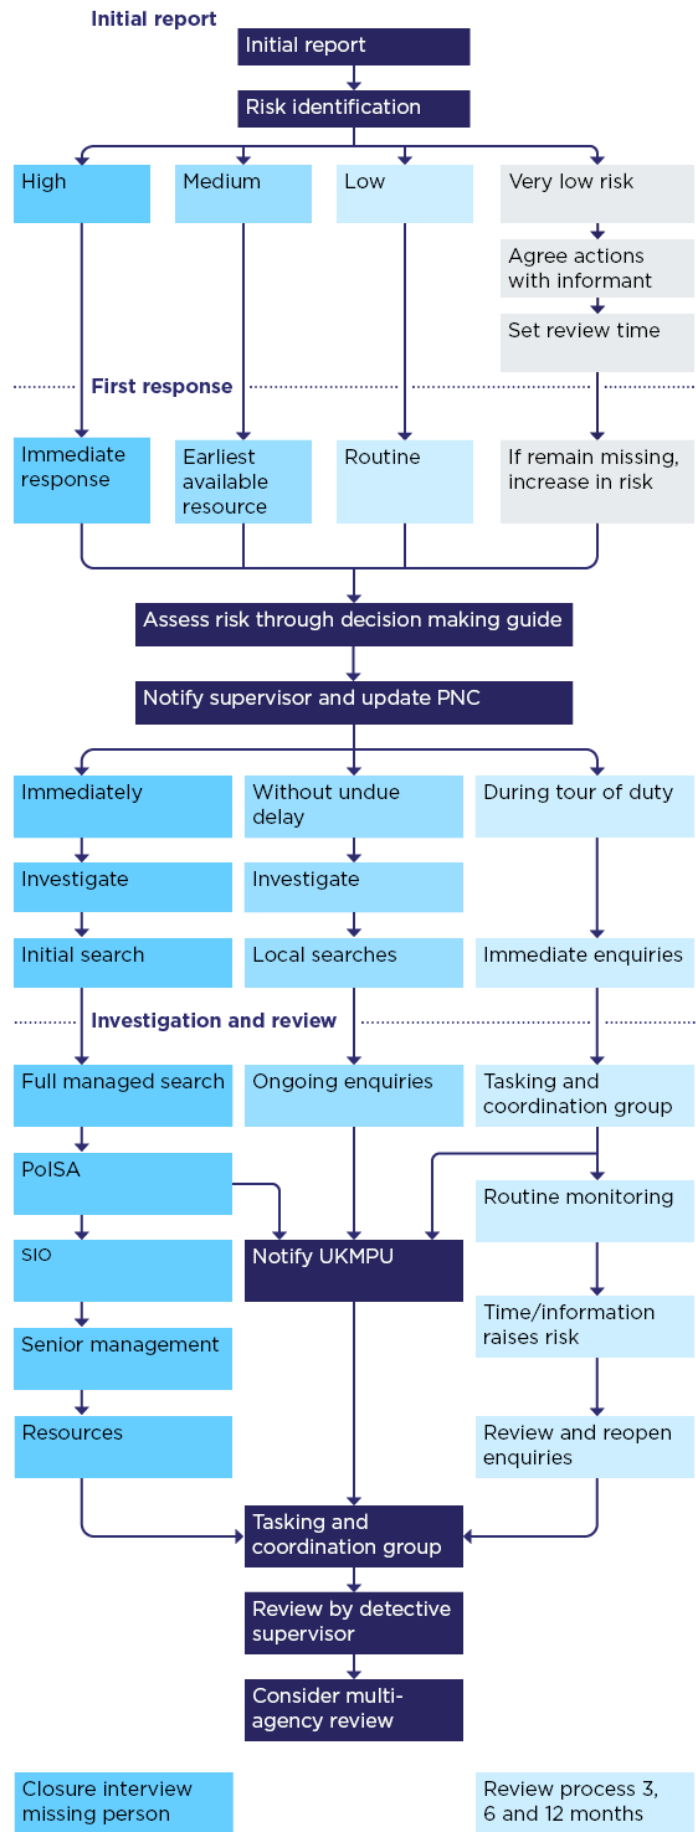 Initial report
Initial report
Risk identification
High
Medium
Low
Very low risk
Agree actions
with informant
Set review time
First response
Immediate
response
Earliest
available
resource
Routine
If remain missing,
increase in risk
Assess risk through decision making guide
Notify supervisor and update PNC
Immediately
Without undue
delay
During tour of duty
Investigate
Investigate
Initial search
Local searches
Immediate enquiries
Investigation and review
Full managed search
Ongoing enquiries
Tasking and
coordination group
PolSA
Routine monitoring
SIO
Notify UKMPU
Time/information
raises risk
Senior management
Resources
Review and reopen
enquiries
Tasking and
coordination group
Review by detective
supervisor
Consider multi-
agency review
Closure interview
missing person
Review process 3,
6 and 12 months